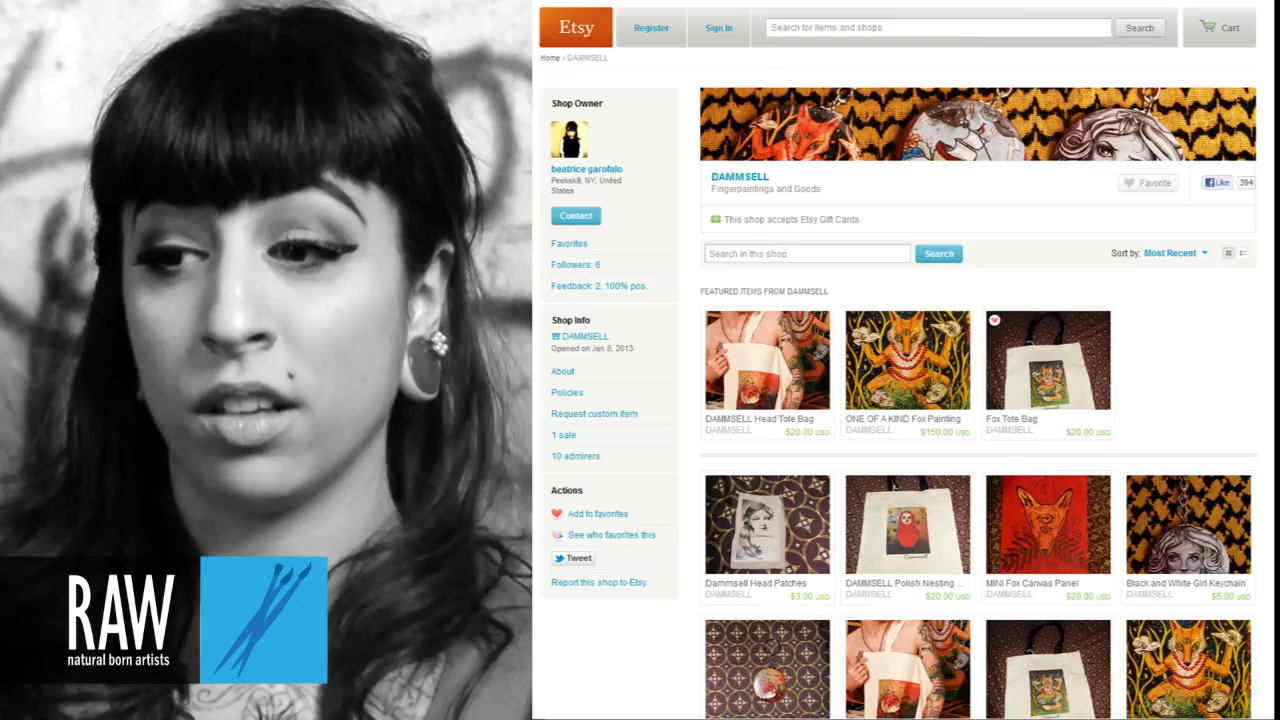 RAW
natural born artists
Etsy
Register
Sign In
Search for items and shops
Search
Cart
Home › DAMMSELL
Shop Owner
beatrice garofalo
Peekskill, NY, United
States
Contact
Favorites
Followers: 6
Feedback: 2, 100% pos.
Shop Info
DAMMSELL
Opened on Jan 8, 2013
About
Policies
Request custom item
1 sale
10 admirers
Actions
Add to favorites
See who favorites this
Tweet
Report this shop to Etsy
DAMMSELL
Fingerpaintings and Goods
Favorite
Like
394
This shop accepts Etsy Gift Cards.
Search in this shop
Search
Sort by: Most Recent
FEATURED ITEMS FROM DAMMSELL
DAMMSELL Head Tote Bag
DAMMSELL $20.00 USD
ONE OF A KIND Fox Painting
DAMMSELL $150.00 USD
Fox Tote Bag
DAMMSELL $20.00 USD
Dammsell Head Patches
DAMMSELL $3.00 USD
DAMMSELL Polish Nesting ...
DAMMSELL $20.00 USD
MINI Fox Canvas Panel
DAMMSELL $20.00 USD
Black and White Girl Keychain
DAMMSELL $5.00 USD